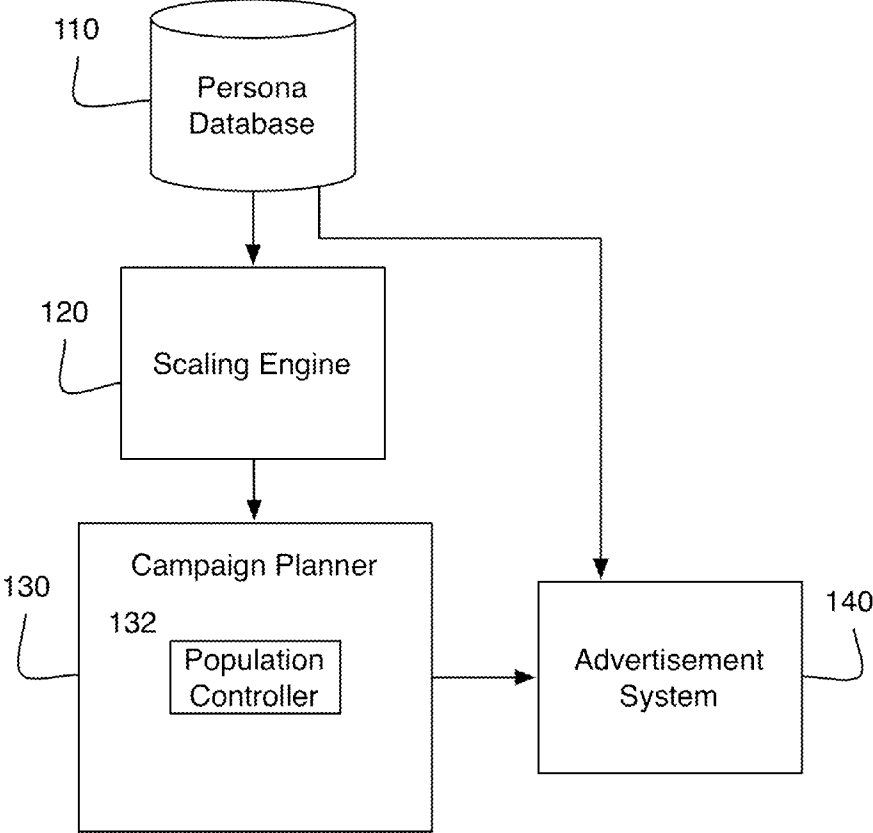 110
Persona
Database
120
Scaling Engine
130
Campaign Planner
132
Population
Controller
140
Advertisement
System